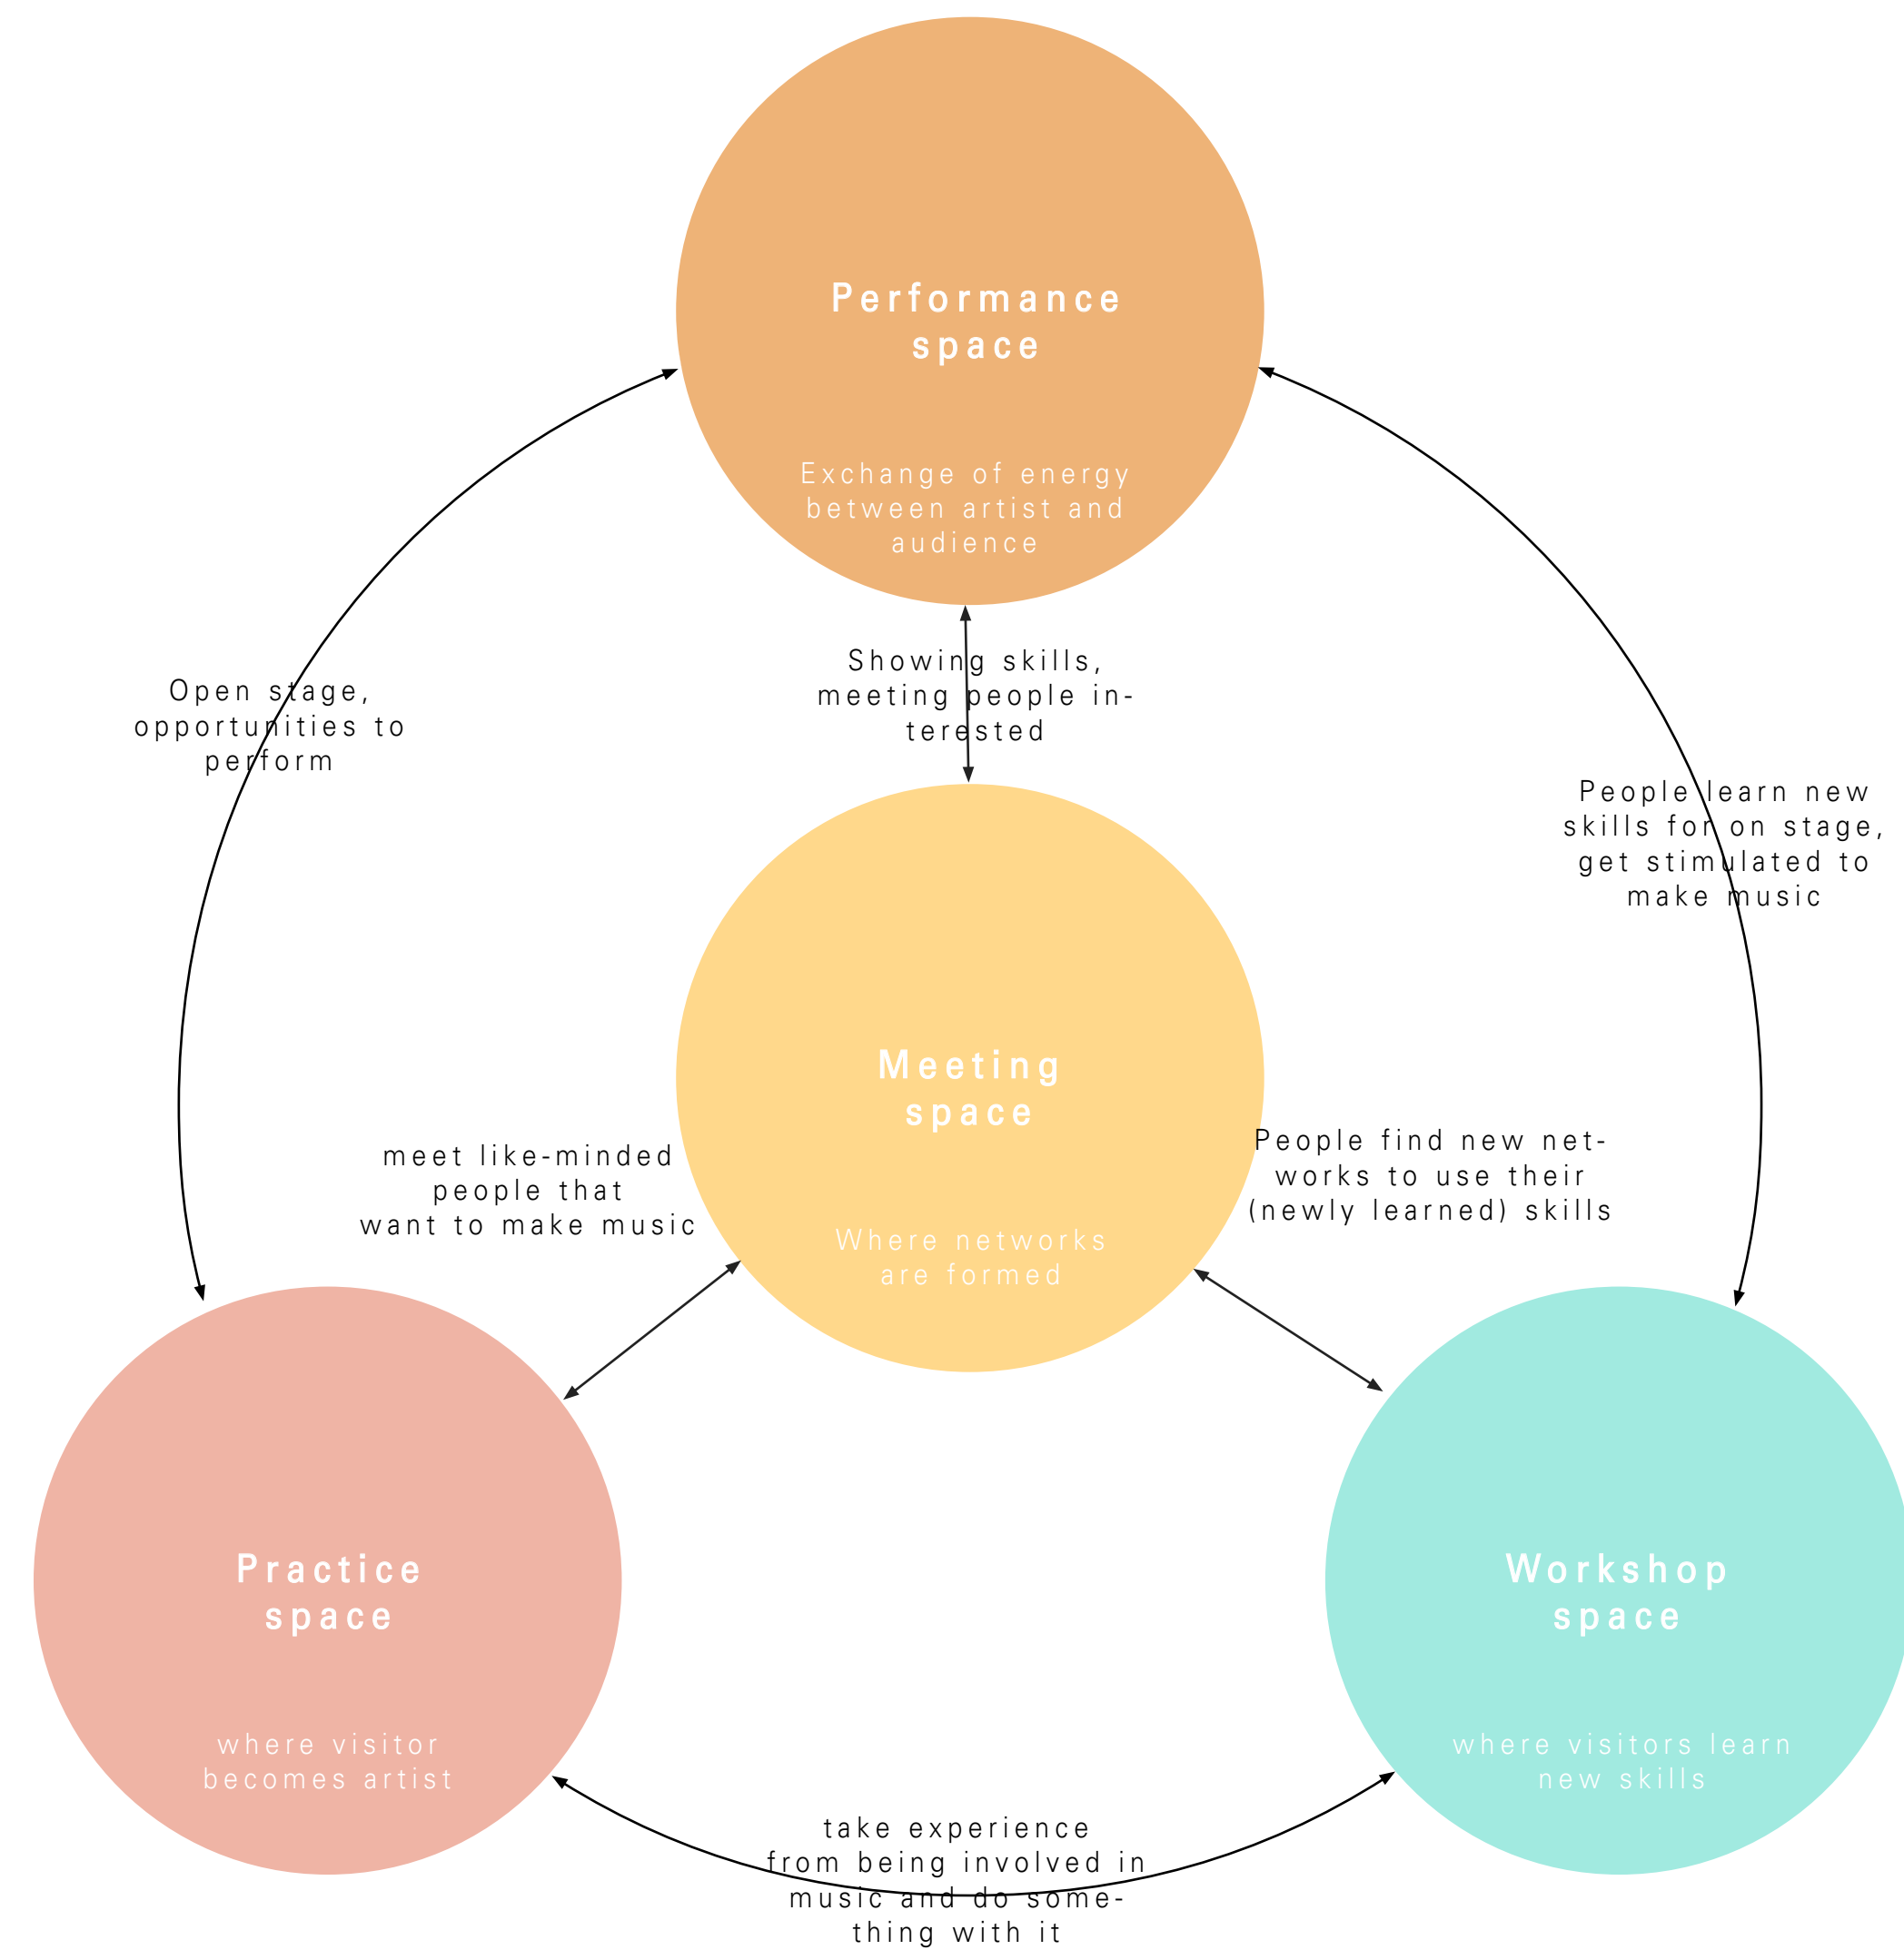 Performance
space
Exchange of energy
between artist and
audience
Showing skills,
meeting people in-
terested
Open stage,
opportunities to
perform
People learn new
skills for on stage,
get stimulated to
make music
Meeting
space
Where networks
are formed
meet like-minded
people that
want to make music
People find new net-
works to use their
(newly learned) skills
Practice
space
where visitor
becomes artist
Workshop
space
where visitors learn
new skills
take experience
from being involved in
music and do some-
thing with it